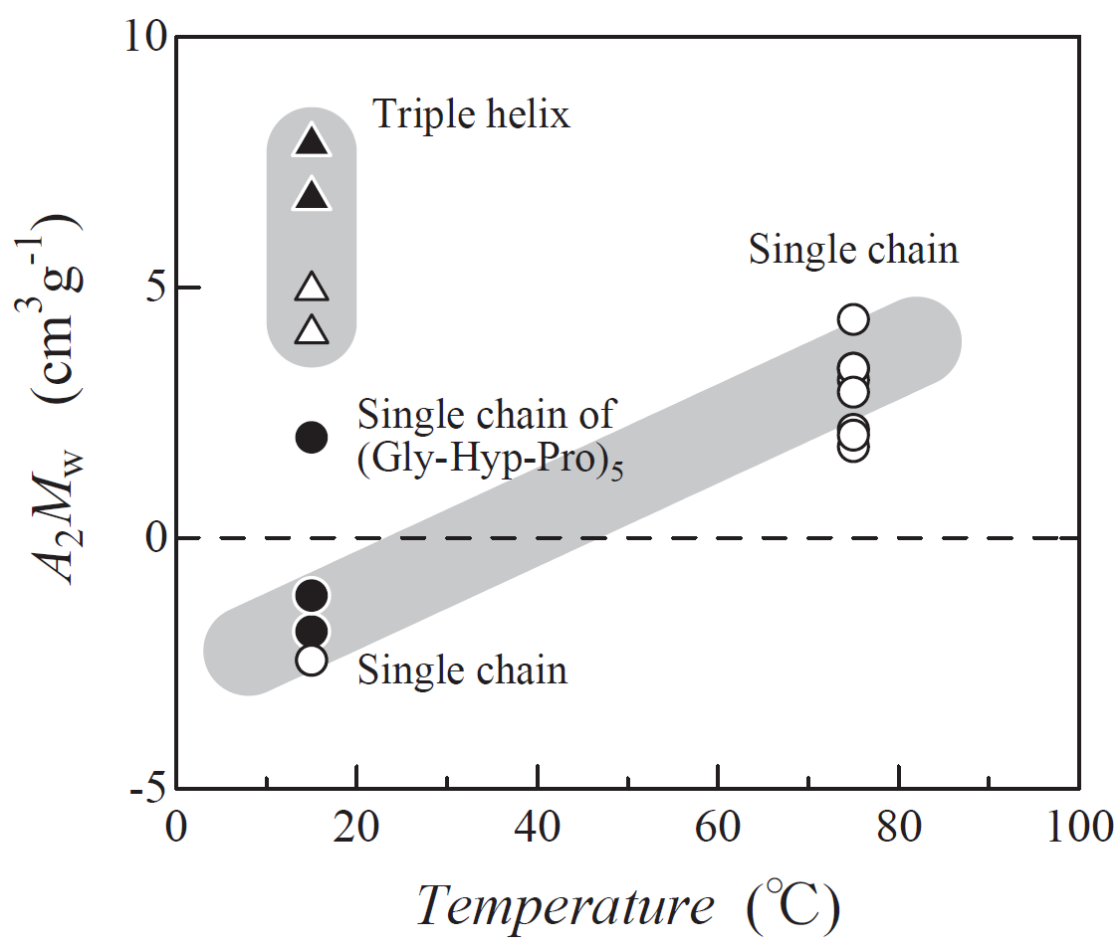 10
5
0
-5
A₂Mw (cm³g⁻¹)
Triple helix
Single chain
Single chain of
(Gly-Hyp-Pro)₅
Single chain
0 20 40 60 80 100
Temperature (℃)